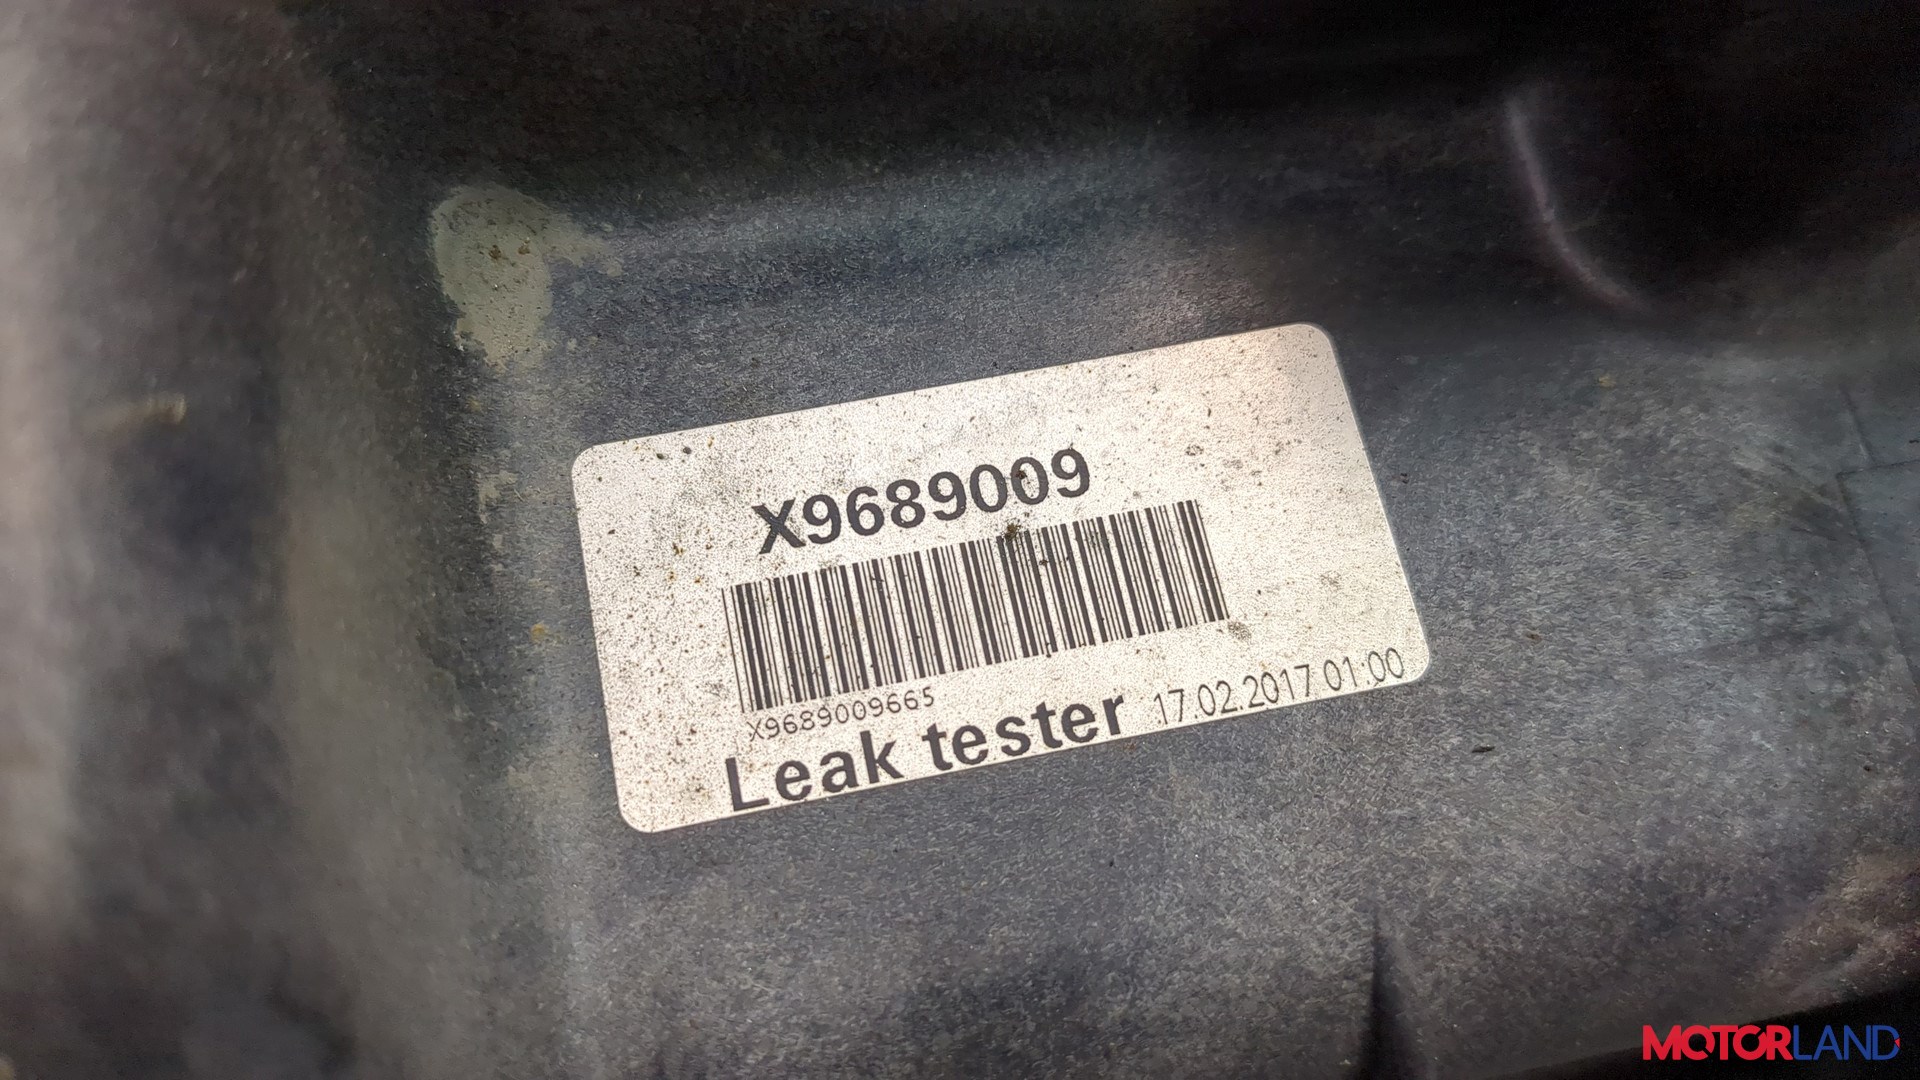 X9689009
X9689009665
Leak tester 17.02.2017 01:00
MOTORLAND